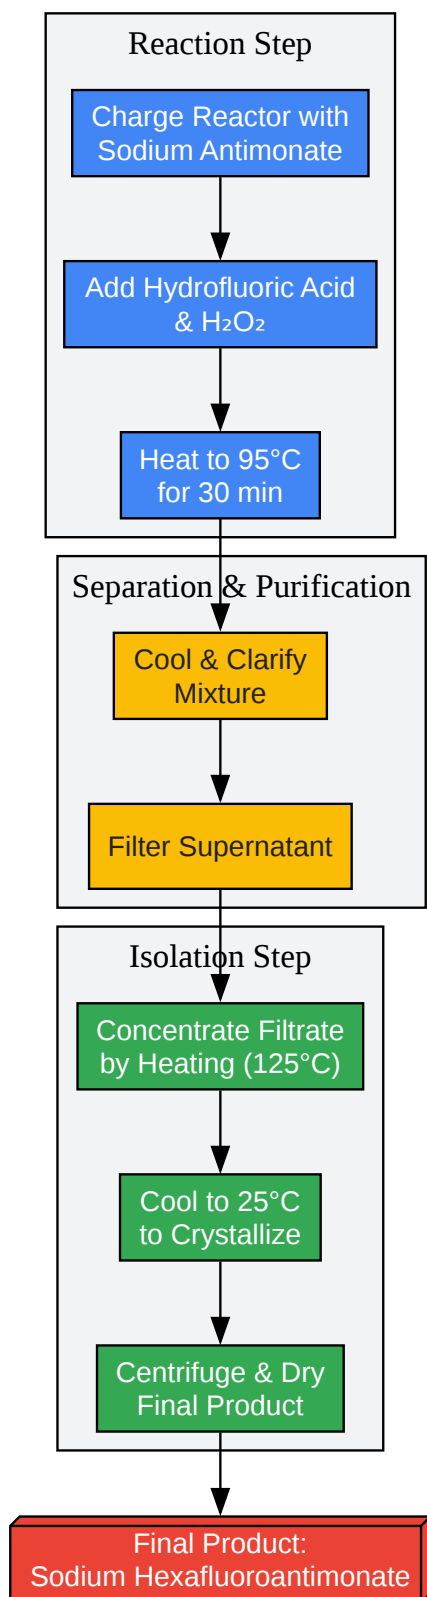 Reaction Step
Charge Reactor with
Sodium Antimonate
Add Hydrofluoric Acid
& H₂O₂
Heat to 95°C
for 30 min
Separation & Purification
Cool & Clarify
Mixture
Filter Supernatant
Isolation Step
Concentrate Filtrate
by Heating (125°C)
Cool to 25°C
to Crystallize
Centrifuge & Dry
Final Product
Final Product:
Sodium Hexafluoroantimonate